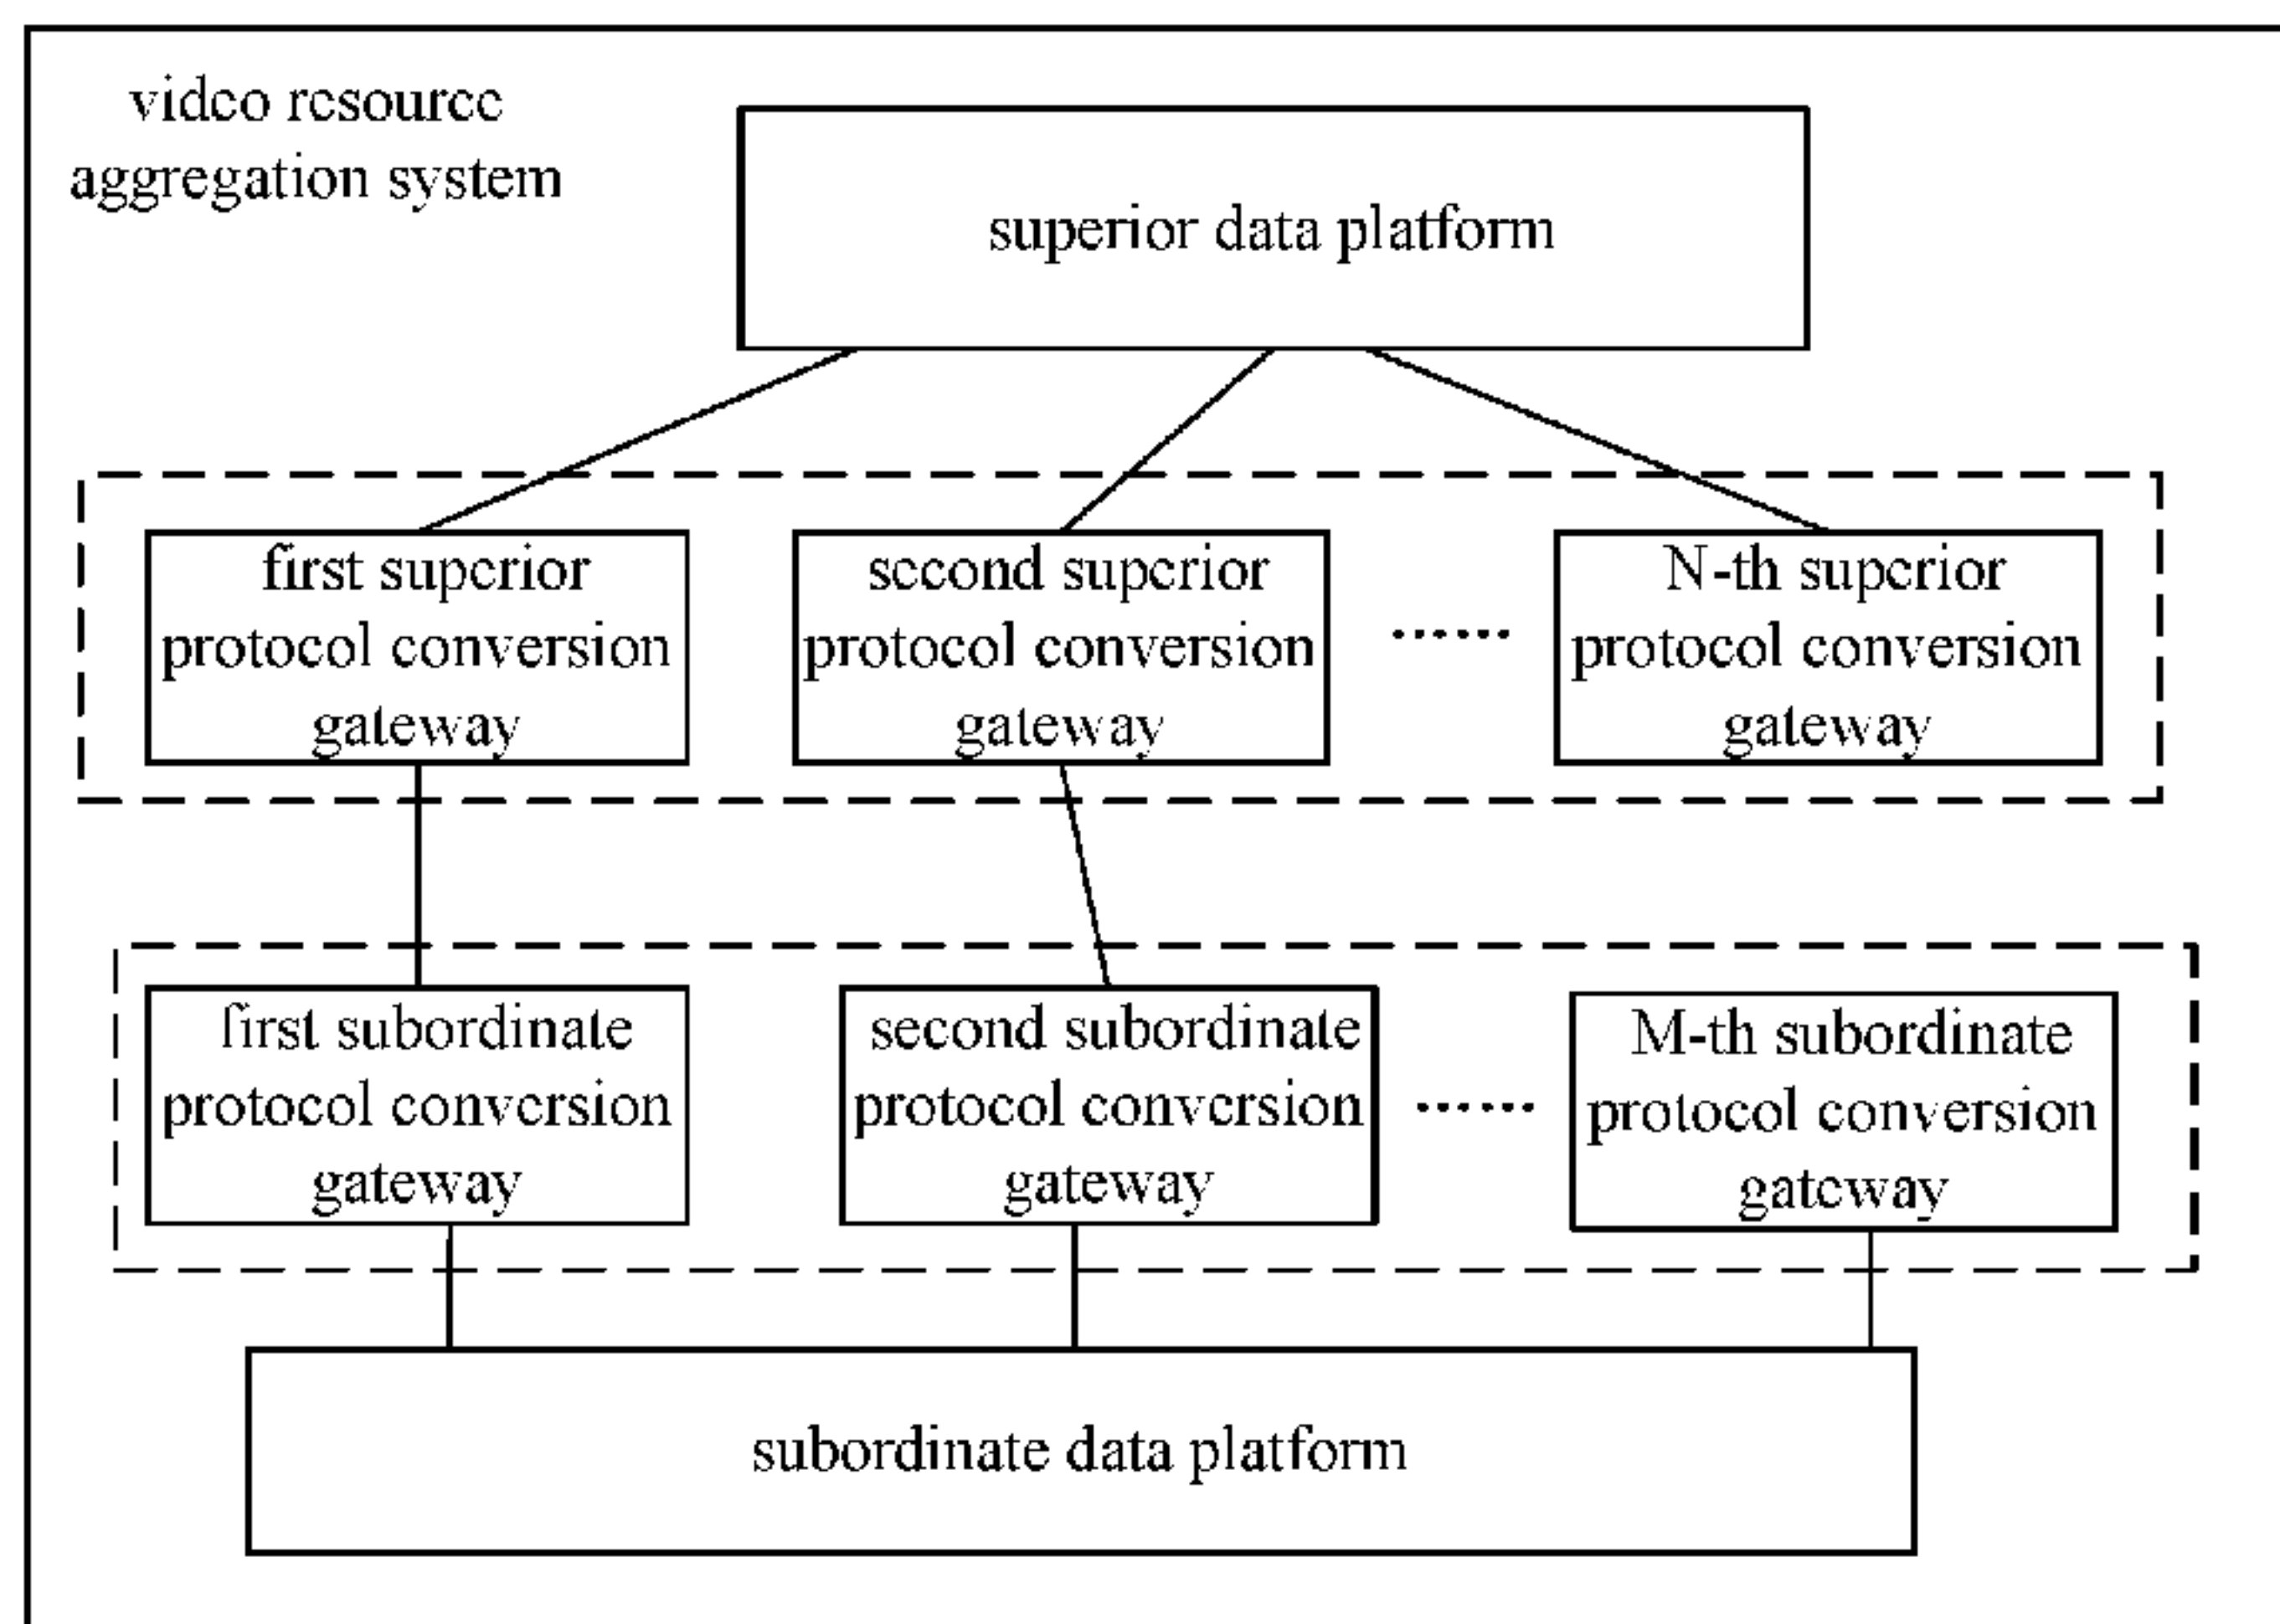 video resource
aggregation system
superior data platform
first superior
protocol conversion
gateway
second superior
protocol conversion
gateway
......
N-th superior
protocol conversion
gateway
first subordinate
protocol conversion
gateway
second subordinate
protocol conversion
gateway
......
M-th subordinate
protocol conversion
gateway
subordinate data platform